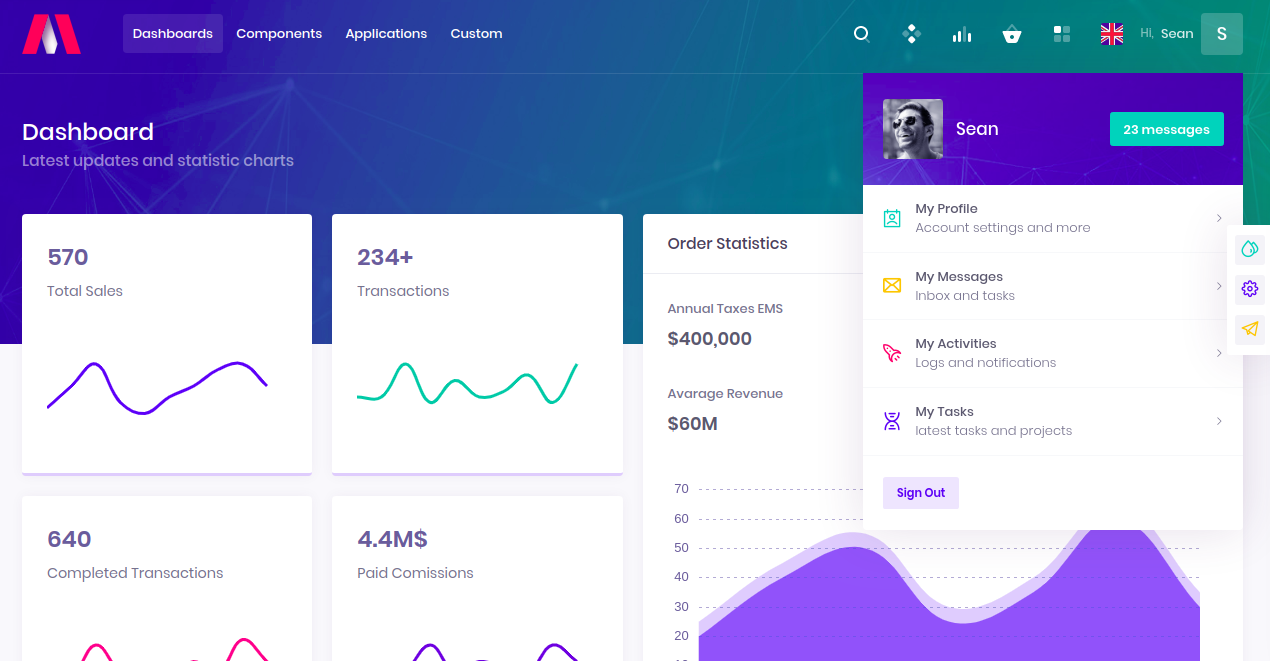 Dashboards Components Applications Custom Hi, Sean S
Dashboard
Latest updates and statistic charts
Sean 23 messages
My Profile
Account settings and more
My Messages
Inbox and tasks
My Activities
Logs and notifications
My Tasks
latest tasks and projects
Sign Out
570
Total Sales
234+
Transactions
640
Completed Transactions
4.4M$
Paid Comissions
Order Statistics
Annual Taxes EMS
$400,000
Avarage Revenue
$60M
70
60
50
40
30
20